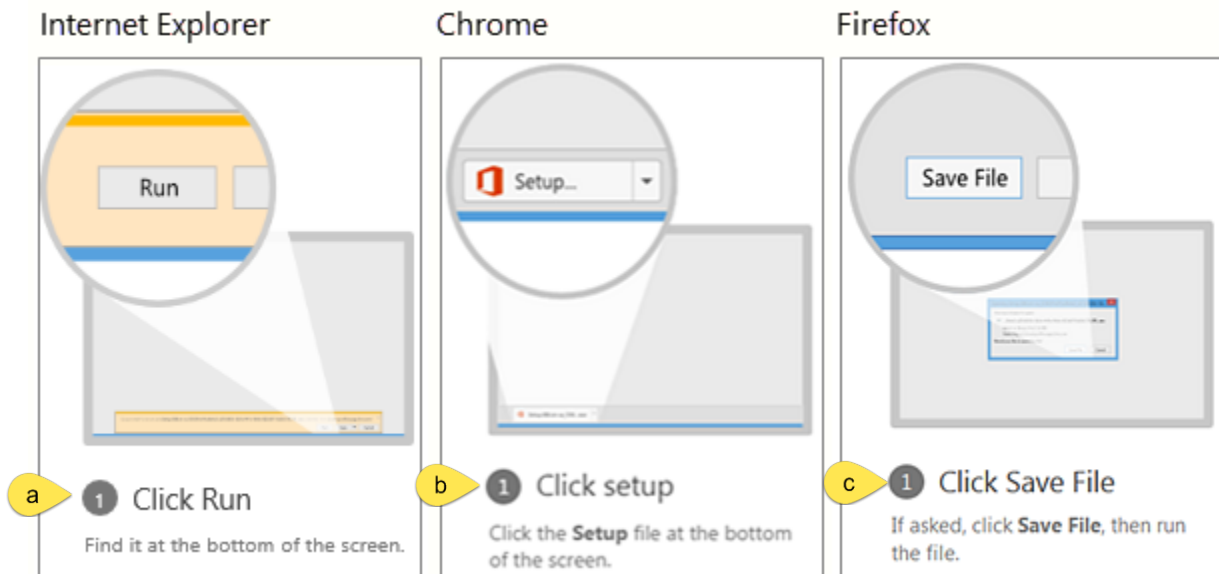 Internet Explorer
Chrome
Firefox
Run
Setup...
Save File
a
1 Click Run
Find it at the bottom of the screen.
b
1 Click setup
Click the Setup file at the bottom
of the screen.
c
1 Click Save File
If asked, click Save File, then run
the file.